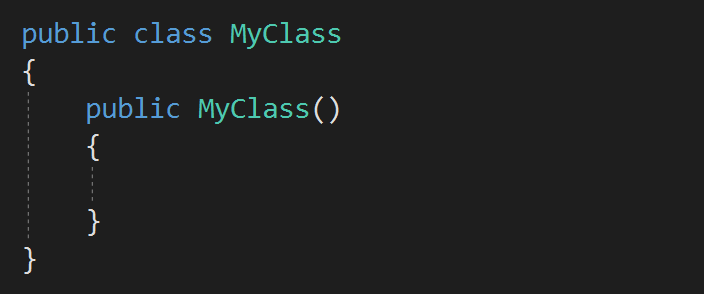 public class MyClass
{
    public MyClass()
    {
    }
}